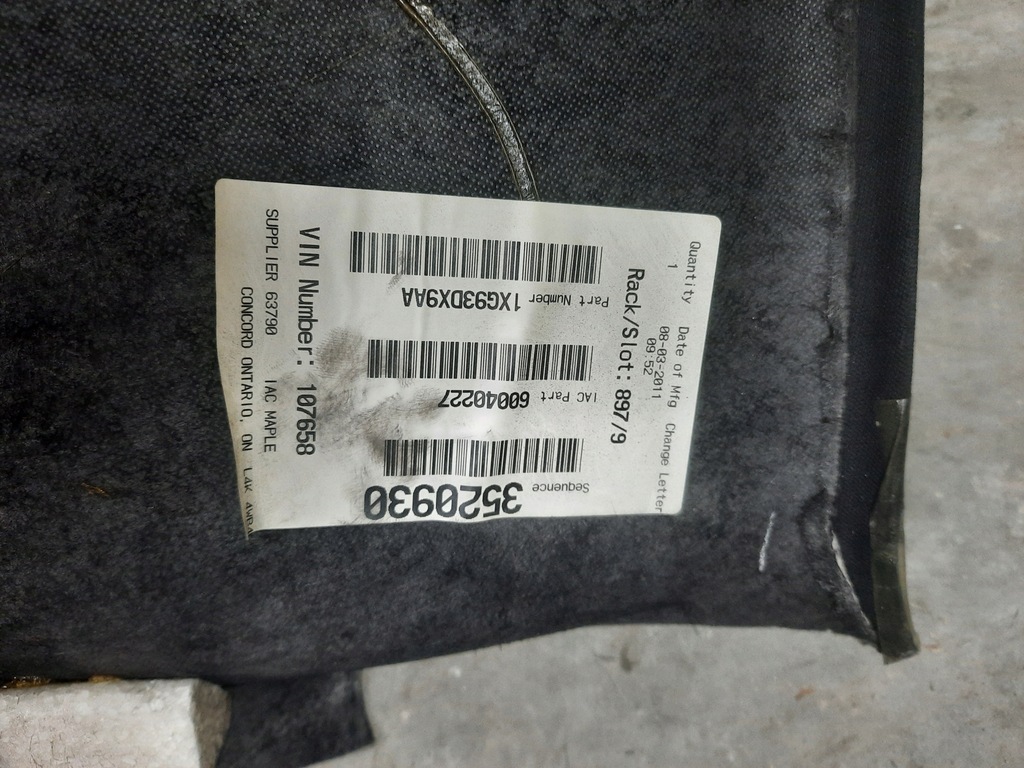 Quantity
1
Date of Mfg
08-03-2011
09:52
Change Letter
Rack/Slot: 897/9
Part Number 1XG93DX9AA
IAC Part 60040227
Sequence
3520930
VIN Number: 107658
SUPPLIER 63790 IAC MAPLE
CONCORD ONTARIO, ON L4K